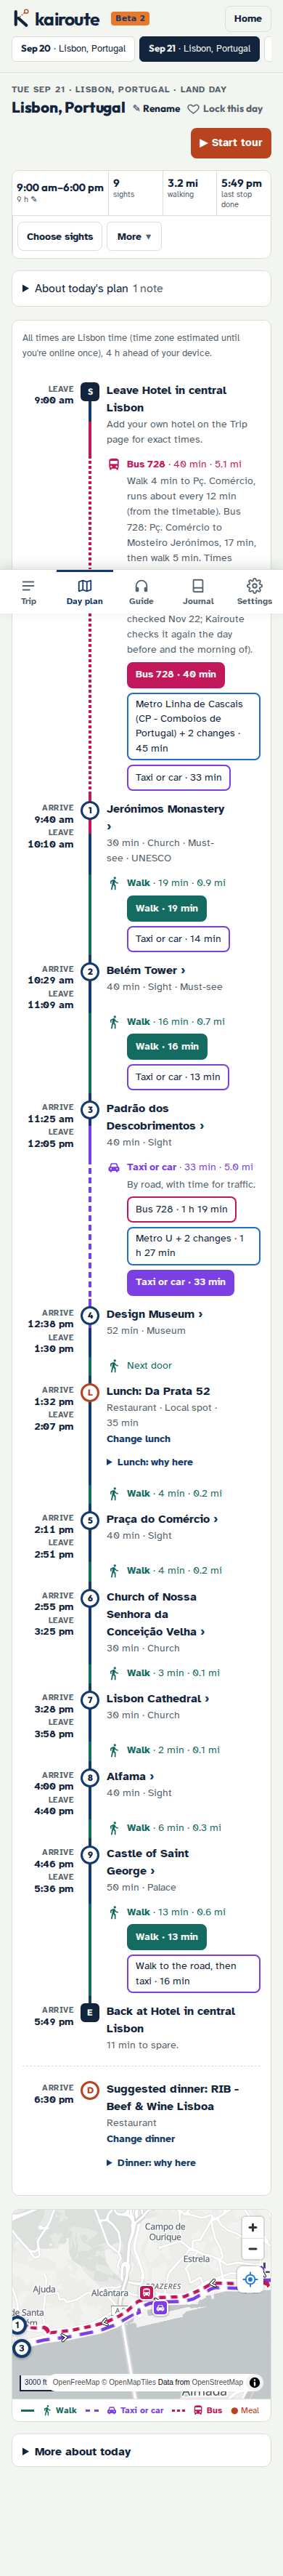 kairoute Beta 2 Home
Sep 20 · Lisbon, Portugal Sep 21 · Lisbon, Portugal
TUE SEP 21 · LISBON, PORTUGAL · LAND DAY
Lisbon, Portugal ✎ Rename ♡ Lock this day
▶ Start tour
9:00 am–6:00 pm 9 3.2 mi 5:49 pm
9 h ✎ sights walking last stop
done
Choose sights More ▾
▶ About today's plan 1 note
All times are Lisbon time (time zone estimated until
you're online once), 4 h ahead of your device.
LEAVE
9:00 am
S
Leave Hotel in central
Lisbon
Add your own hotel on the Trip
page for exact times.
Bus 728 · 40 min · 5.1 mi
Walk 4 min to Pç. Comércio,
runs about every 12 min
(from the timetable). Bus
728: Pç. Comércio to
Mosteiro Jerónimos, 17 min,
then walk 5 min. Times
Trip Day plan Guide Journal Settings
checked Nov 22; Kairoute
checks it again the day
before and the morning of).
Bus 728 · 40 min
Metro Linha de Cascais
(CP - Comboios de
Portugal) + 2 changes ·
45 min
Taxi or car · 33 min
ARRIVE
9:40 am
LEAVE
10:10 am
1
Jerónimos Monastery
›
30 min · Church · Must-
see · UNESCO
Walk · 19 min · 0.9 mi
Walk · 19 min
Taxi or car · 14 min
ARRIVE
10:29 am
LEAVE
11:09 am
2
Belém Tower ›
40 min · Sight · Must-see
Walk · 16 min · 0.7 mi
Walk · 16 min
Taxi or car · 13 min
ARRIVE
11:25 am
LEAVE
12:05 pm
3
Padrão dos
Descobrimentos ›
40 min · Sight
Taxi or car · 33 min · 5.0 mi
By road, with time for traffic.
Bus 728 · 1 h 19 min
Metro U + 2 changes · 1
h 27 min
Taxi or car · 33 min
ARRIVE
12:38 pm
LEAVE
1:30 pm
4
Design Museum ›
52 min · Museum
Next door
ARRIVE
1:32 pm
LEAVE
2:07 pm
L
Lunch: Da Prata 52
Restaurant · Local spot ·
35 min
Change lunch
▶ Lunch: why here
Walk · 4 min · 0.2 mi
ARRIVE
2:11 pm
LEAVE
2:51 pm
5
Praça do Comércio ›
40 min · Sight
Walk · 4 min · 0.2 mi
ARRIVE
2:55 pm
LEAVE
3:25 pm
6
Church of Nossa
Senhora da
Conceição Velha ›
30 min · Church
Walk · 3 min · 0.1 mi
ARRIVE
3:28 pm
LEAVE
3:58 pm
7
Lisbon Cathedral ›
30 min · Church
Walk · 2 min · 0.1 mi
ARRIVE
4:00 pm
LEAVE
4:40 pm
8
Alfama ›
40 min · Sight
Walk · 6 min · 0.3 mi
ARRIVE
4:46 pm
LEAVE
5:36 pm
9
Castle of Saint
George ›
50 min · Palace
Walk · 13 min · 0.6 mi
Walk · 13 min
Walk to the road, then
taxi · 16 min
ARRIVE
5:49 pm
E
Back at Hotel in central
Lisbon
11 min to spare.
ARRIVE
6:30 pm
D
Suggested dinner: RIB -
Beef & Wine Lisboa
Restaurant
Change dinner
▶ Dinner: why here
Campo de
Ourique
Estrela
Ajuda
Alcântara
de Santa
1
3
3000 ft OpenFreeMap © OpenMapTiles Data from OpenStreetMap
Walk Taxi or car Bus Meal
▶ More about today